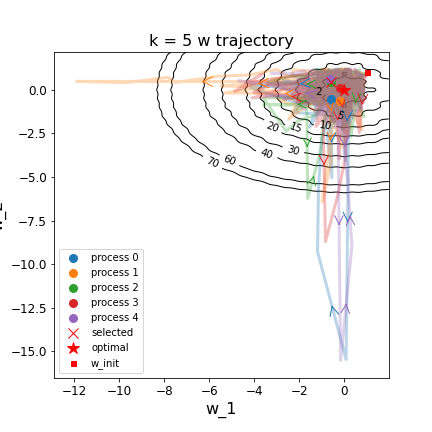 k = 5 w trajectory
0.0
−2.5
−5.0
−7.5
−10.0
−12.5
−15.0
2
5
10
15
20
30
40
60
70
process 0
process 1
process 2
process 3
process 4
selected
optimal
w_init
−12
−10
−8
−6
−4
−2
0
w_1